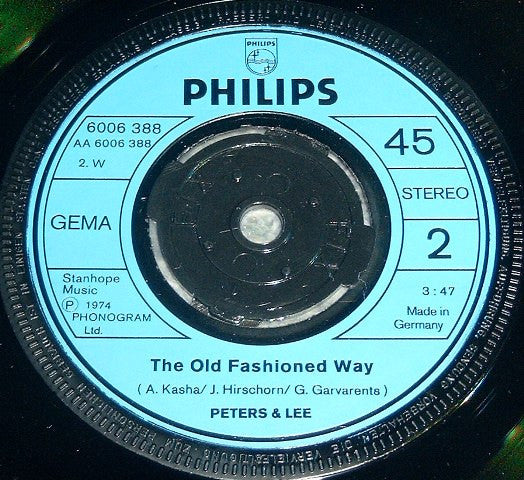 PHILIPS
PHILIPS
6006 388
AA 6006 388
2. W
45
STEREO
GEMA
2
Stanhope
Music
Ⓟ 1974
PHONOGRAM
Ltd.
3:47
Made in
Germany
The Old Fashioned Way
( A. Kasha/ J. Hirschorn/ G. Garvarents )
PETERS & LEE